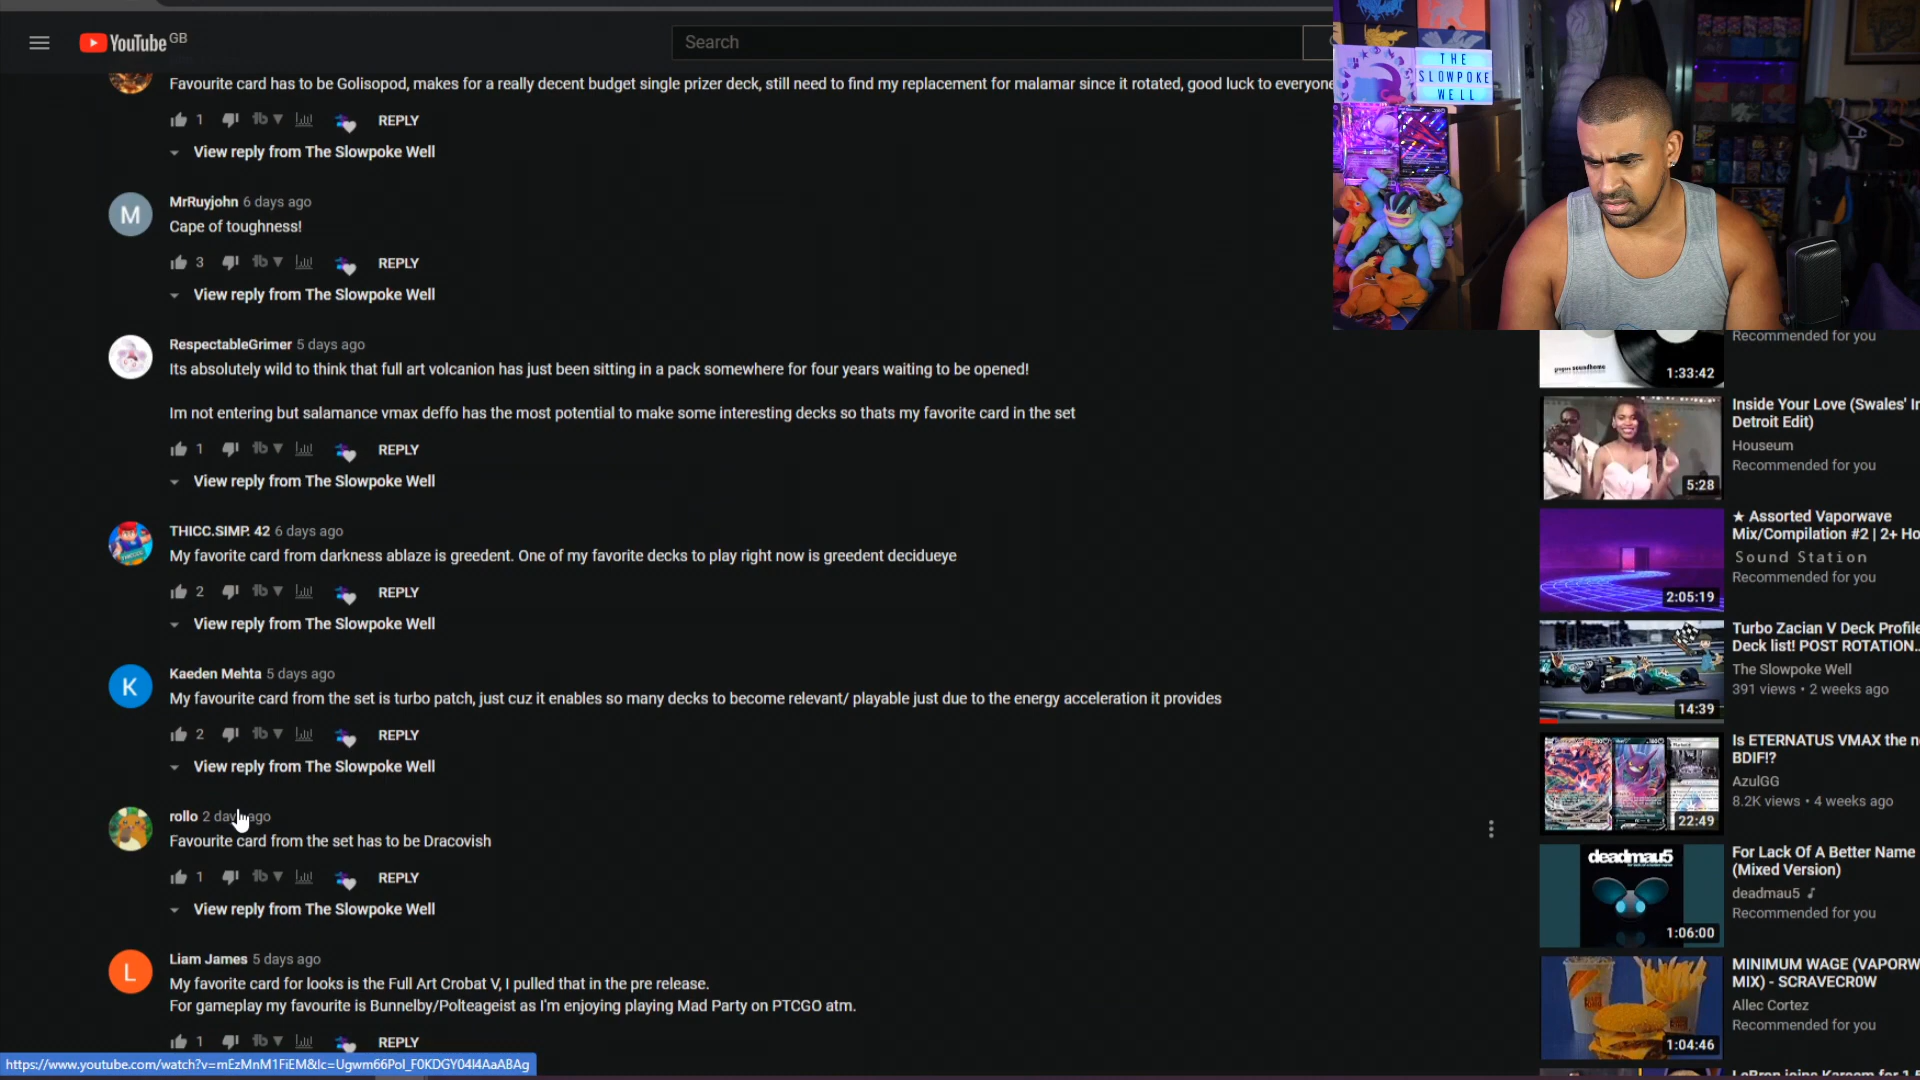 YouTube GB
Search
Favourite card has to be Golisopod, makes for a really decent budget single prizer deck, still need to find my replacement for malamar since it rotated, good luck to everyone
1 REPLY
View reply from The Slowpoke Well
M
MrRuyjohn 6 days ago
Cape of toughness!
3 REPLY
View reply from The Slowpoke Well
RespectableGrimer 5 days ago
Its absolutely wild to think that full art volcanion has just been sitting in a pack somewhere for four years waiting to be opened!
Im not entering but salamance vmax deffo has the most potential to make some interesting decks so thats my favorite card in the set
1 REPLY
View reply from The Slowpoke Well
THICC.SIMP. 42 6 days ago
My favorite card from darkness ablaze is greedent. One of my favorite decks to play right now is greedent decidueye
2 REPLY
View reply from The Slowpoke Well
K
Kaeden Mehta 5 days ago
My favourite card from the set is turbo patch, just cuz it enables so many decks to become relevant/ playable just due to the energy acceleration it provides
2 REPLY
View reply from The Slowpoke Well
rollo 2 days ago
Favourite card from the set has to be Dracovish
1 REPLY
View reply from The Slowpoke Well
L
Liam James 5 days ago
My favorite card for looks is the Full Art Crobat V, I pulled that in the pre release.
For gameplay my favourite is Bunnelby/Polteageist as I'm enjoying playing Mad Party on PTCGO atm.
1 REPLY
https://www.youtube.com/watch?v=mEzMnM1FiEM&lc=Ugwm66Pol_F0KDGY04l4AaABAg
THE
SLOWPOKE
WELL
Recommended for you
1:33:42
Inside Your Love (Swales' In
Detroit Edit)
Houseum
Recommended for you
5:28
★ Assorted Vaporwave
Mix/Compilation #2 | 2+ Ho
Sound Station
Recommended for you
2:05:19
Turbo Zacian V Deck Profile
Deck list! POST ROTATION...
The Slowpoke Well
391 views • 2 weeks ago
14:39
Is ETERNATUS VMAX the n
BDIF!?
AzulGG
8.2K views • 4 weeks ago
22:49
deadmau5
For Lack Of A Better Name
(Mixed Version)
deadmau5 ♪
Recommended for you
1:06:00
MINIMUM WAGE (VAPORW
MIX) - SCRAVECR0W
Allec Cortez
Recommended for you
1:04:46